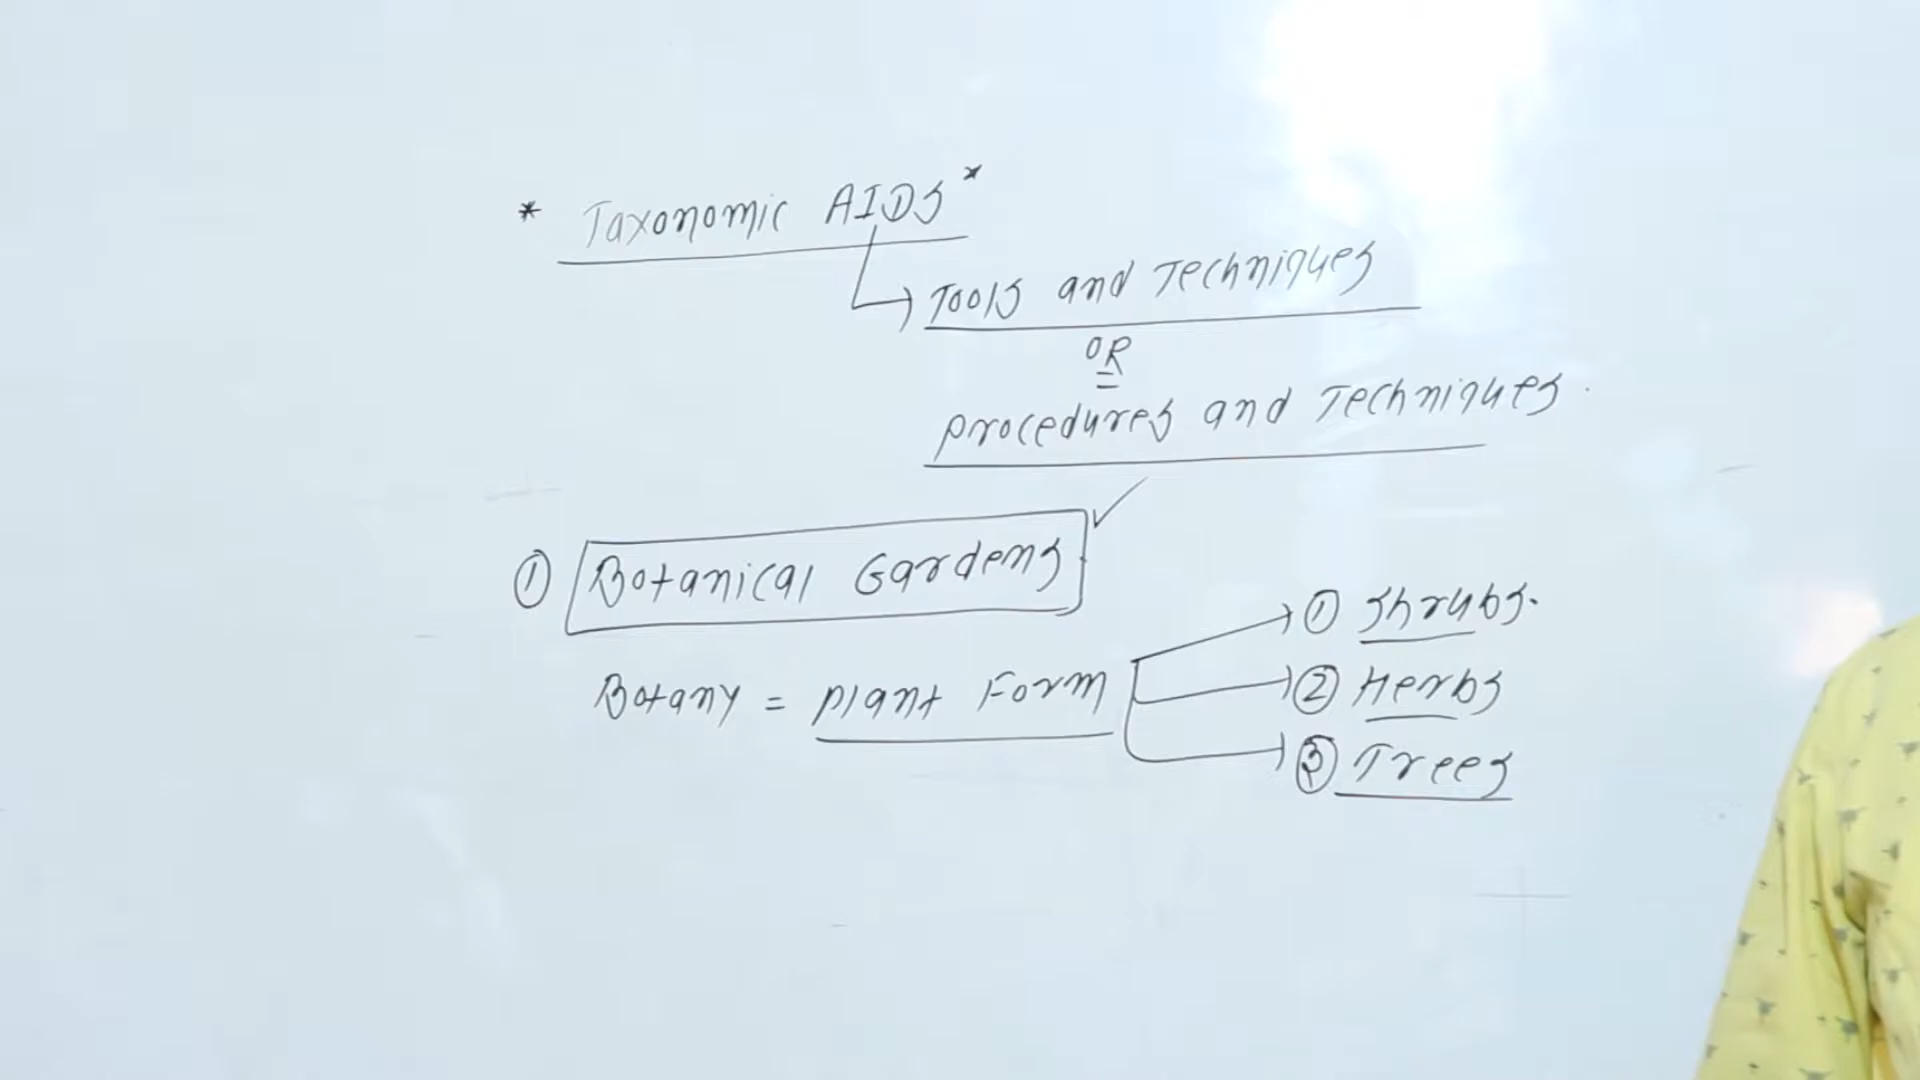 * Taxonomic AIDS *
Tools and Techniques
OR
procedures and Techniques.
① Botanical Gardens
Botany = plant Form
① Shrubs.
② Herbs
③ Trees